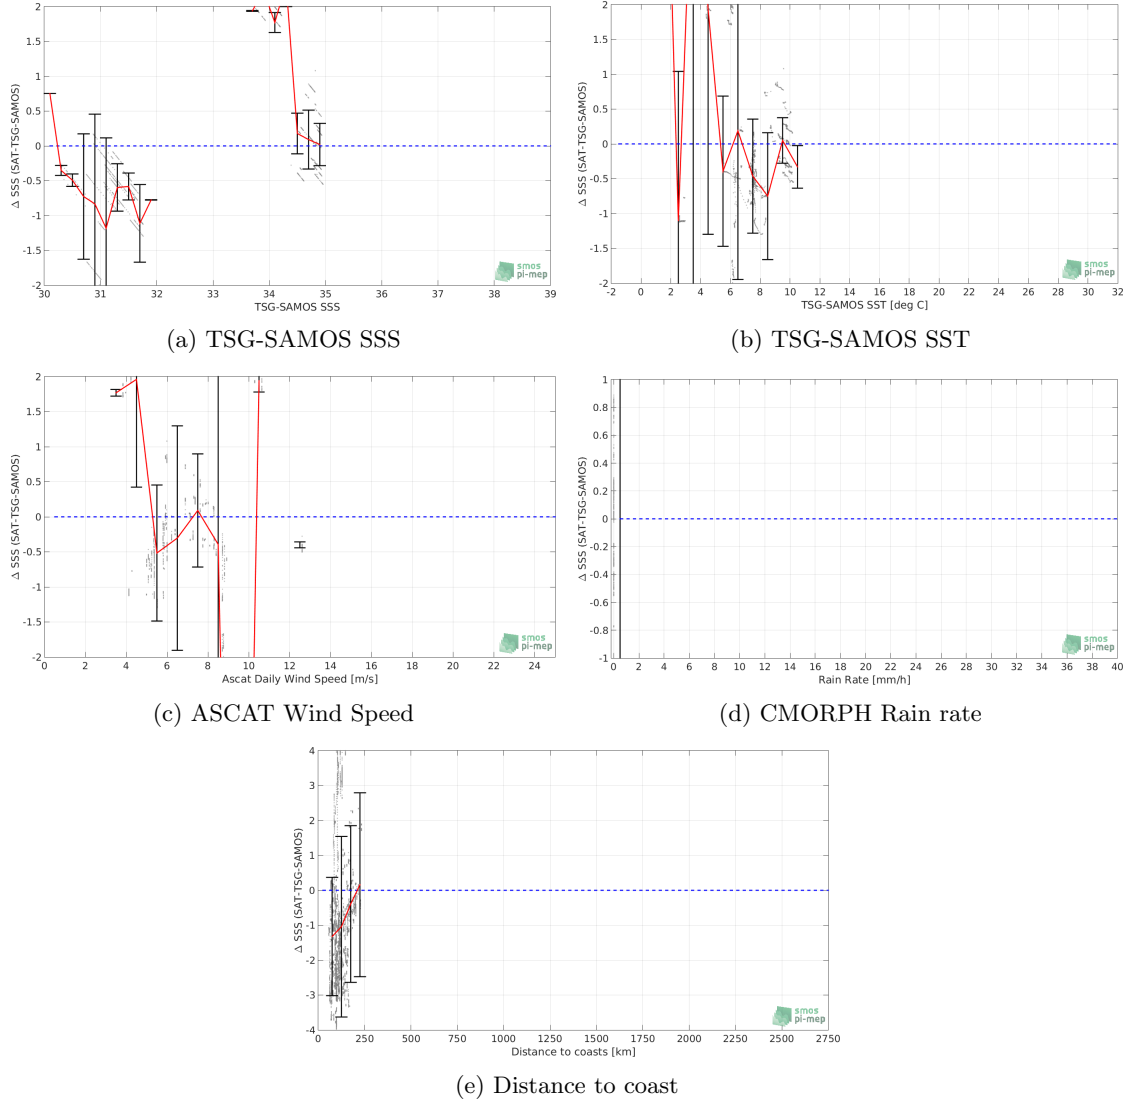 2
1.5
1
0.5
0
-0.5
-1
-1.5
-2
Δ SSS (SAT-TSG-SAMOS)
30 31 32 33 34 35 36 37 38 39
TSG-SAMOS SSS
smos
pi-mep
(a) TSG-SAMOS SSS
2
1.5
1
0.5
0
-0.5
-1
-1.5
-2
Δ SSS (SAT-TSG-SAMOS)
-2 0 2 4 6 8 10 12 14 16 18 20 22 24 26 28 30 32
TSG-SAMOS SST [deg C]
smos
pi-mep
(b) TSG-SAMOS SST
2
1.5
1
0.5
0
-0.5
-1
-1.5
-2
Δ SSS (SAT-TSG-SAMOS)
0 2 4 6 8 10 12 14 16 18 20 22 24
Ascat Daily Wind Speed [m/s]
smos
pi-mep
(c) ASCAT Wind Speed
1
0.8
0.6
0.4
0.2
0
-0.2
-0.4
-0.6
-0.8
-1
Δ SSS (SAT-TSG-SAMOS)
0 2 4 6 8 10 12 14 16 18 20 22 24 26 28 30 32 34 36 38 40
Rain Rate [mm/h]
smos
pi-mep
(d) CMORPH Rain rate
4
3
2
1
0
-1
-2
-3
-4
Δ SSS (SAT-TSG-SAMOS)
0 250 500 750 1000 1250 1500 1750 2000 2250 2500 2750
Distance to coasts [km]
smos
pi-mep
(e) Distance to coast